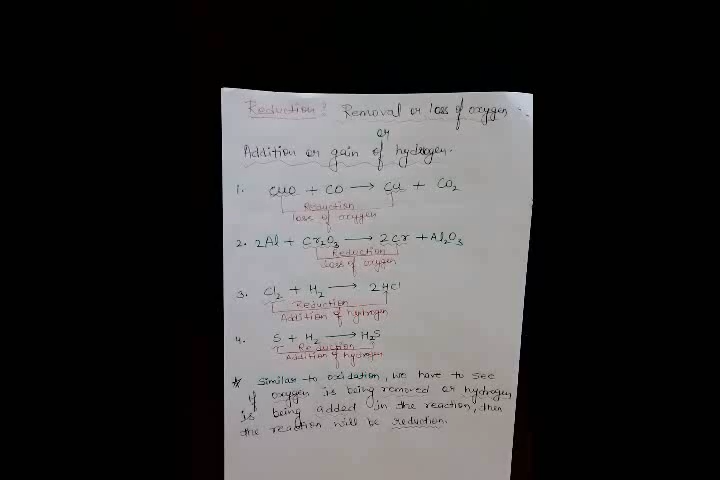 Reduction: Removal or loss of oxygen
or
Addition or gain of hydrogen.
1. CuO + CO → Cu + CO₂
Reduction
loss of oxygen
2. 2Al + Cr₂O₃ → 2Cr + Al₂O₃
Reduction
loss of oxygen
3. Cl₂ + H₂ → 2HCl
Reduction
Addition of hydrogen
4. S + H₂ → H₂S
Reduction
Addition of hydrogen
* Similar to oxidation, we have to see
if oxygen is being removed or hydrogen
is being added in the reaction, then
the reaction will be reduction.